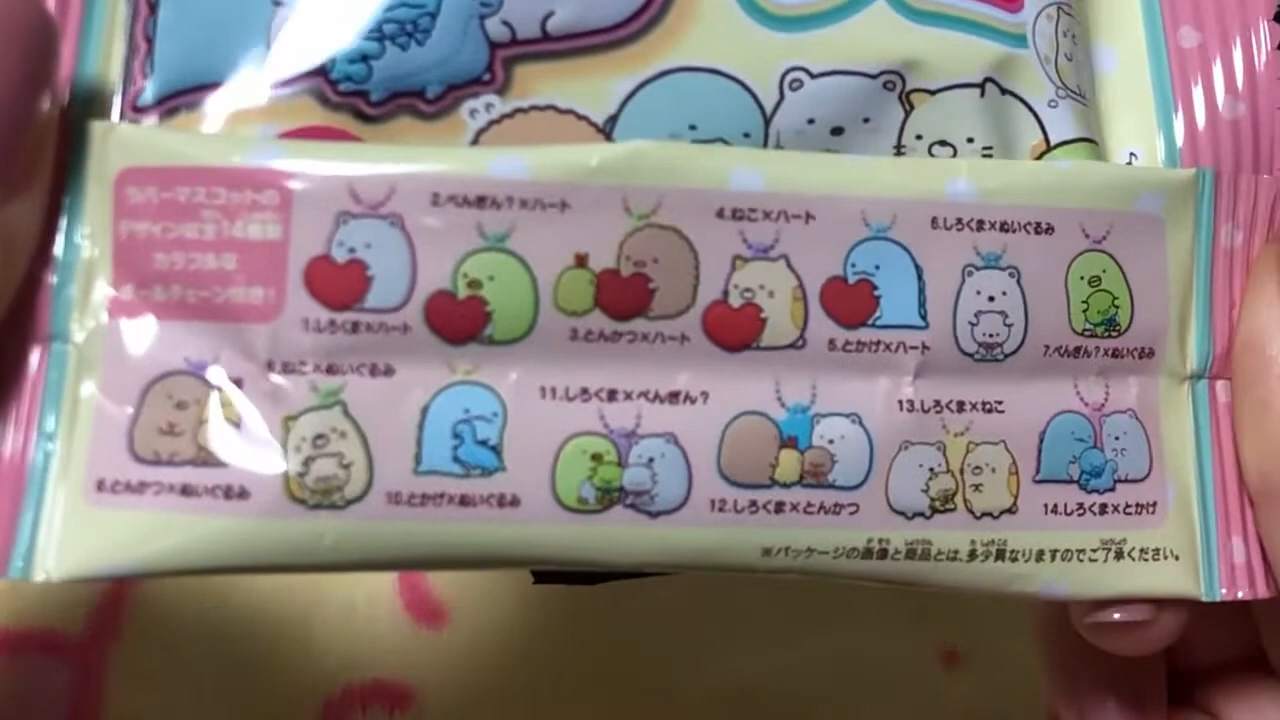 ラバーマスコットの
デザインは全14種類
カラフルな
ボールチェーン付き!
1.しろくま×ハート
2.ぺんぎん?×ハート
3.とんかつ×ハート
4.ねこ×ハート
5.とかげ×ハート
6.しろくま×ぬいぐるみ
7.ぺんぎん?×ぬいぐるみ
8.とんかつ×ぬいぐるみ
9.ねこ×ぬいぐるみ
10.とかげ×ぬいぐるみ
11.しろくま×ぺんぎん?
12.しろくま×とんかつ
13.しろくま×ねこ
14.しろくま×とかげ
※パッケージの画像と商品とは、多少異なりますのでご了承ください。